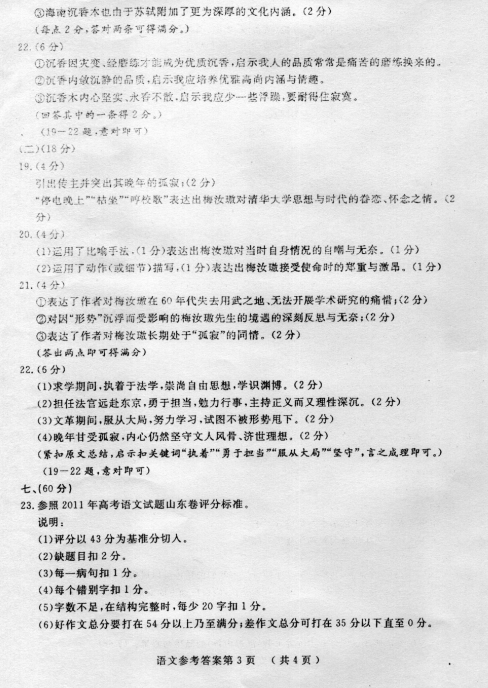 ③海南沉香木也由于苏轼附加了更为深厚的文化内涵。(2分)
(每点2分,答对两条可得满分。)
22.(6分)
①沉香因灾变、经磨练才能成为优质沉香,启示我人的品质常常是痛苦的磨练换来的。
②沉香内敛沉静的品质,启示我应培养优雅高尚内涵与情趣。
③沉香木内心坚实、永香不散,启示我应少一些浮躁,更耐得住寂寞。
(回答其中的一条得2分。)
(19-22题,意对即可)
(二)(18分)
19.(4分)
引出传主并突出其晚年的孤寂;(2分)
“停电晚上”“枯坐”“哼校歌”表达出梅汝璈对清华大学思想与时代的眷恋、怀念之情。(2
分)
20.(4分)
(1)运用了比喻手法,(1分)表达出梅汝璈对当时自身情况的自嘲与无奈。(1分)
(2)运用了动作(或细节)描写,(1分)表达出梅汝璈接受使命时的郑重与激昂。(1分)
21.(4分)
①表达了作者对梅汝璈在60年代失去用武之地、无法开展学术研究的痛惜;(2分)
②对因“形势”沉浮而受影响的梅汝璈先生的境遇的深刻反思与无奈;(2分)
③表达了作者对梅汝璈长期处于“孤寂”的同情。(2分)
(答出两点即可得满分)
22.(6分)
(1)求学期间,执着于法学,崇尚自由思想,学识渊博。(2分)
(2)担任法官远赴东京,勇于担当,勉力行事,主持正义而又理性深沉。(2分)
(3)文革期间,服从大局,努力学习,试图不被形势甩下。(2分)
(4)晚年甘受孤寂,内心仍然坚守文人风骨、济世理想。(2分)
(紧扣原文总结,启示扣关键词“执着”“勇于担当”“服从大局”“坚守”,言之成理即可。)
(19-22题,意对即可)
七、(60分)
23.参照2011年高考语文试题山东卷评分标准。
说明:
(1)评分以43分为基准分切入。
(2)缺题目扣2分。
(3)每一病句扣1分。
(4)每个错别字扣1分。
(5)字数不足,在结构完整时,每少20字扣1分。
(6)好作文总分要打在54分以上乃至满分;差作文总分可打在35分以下直至0分。
语文参考答案第3页 (共4页)